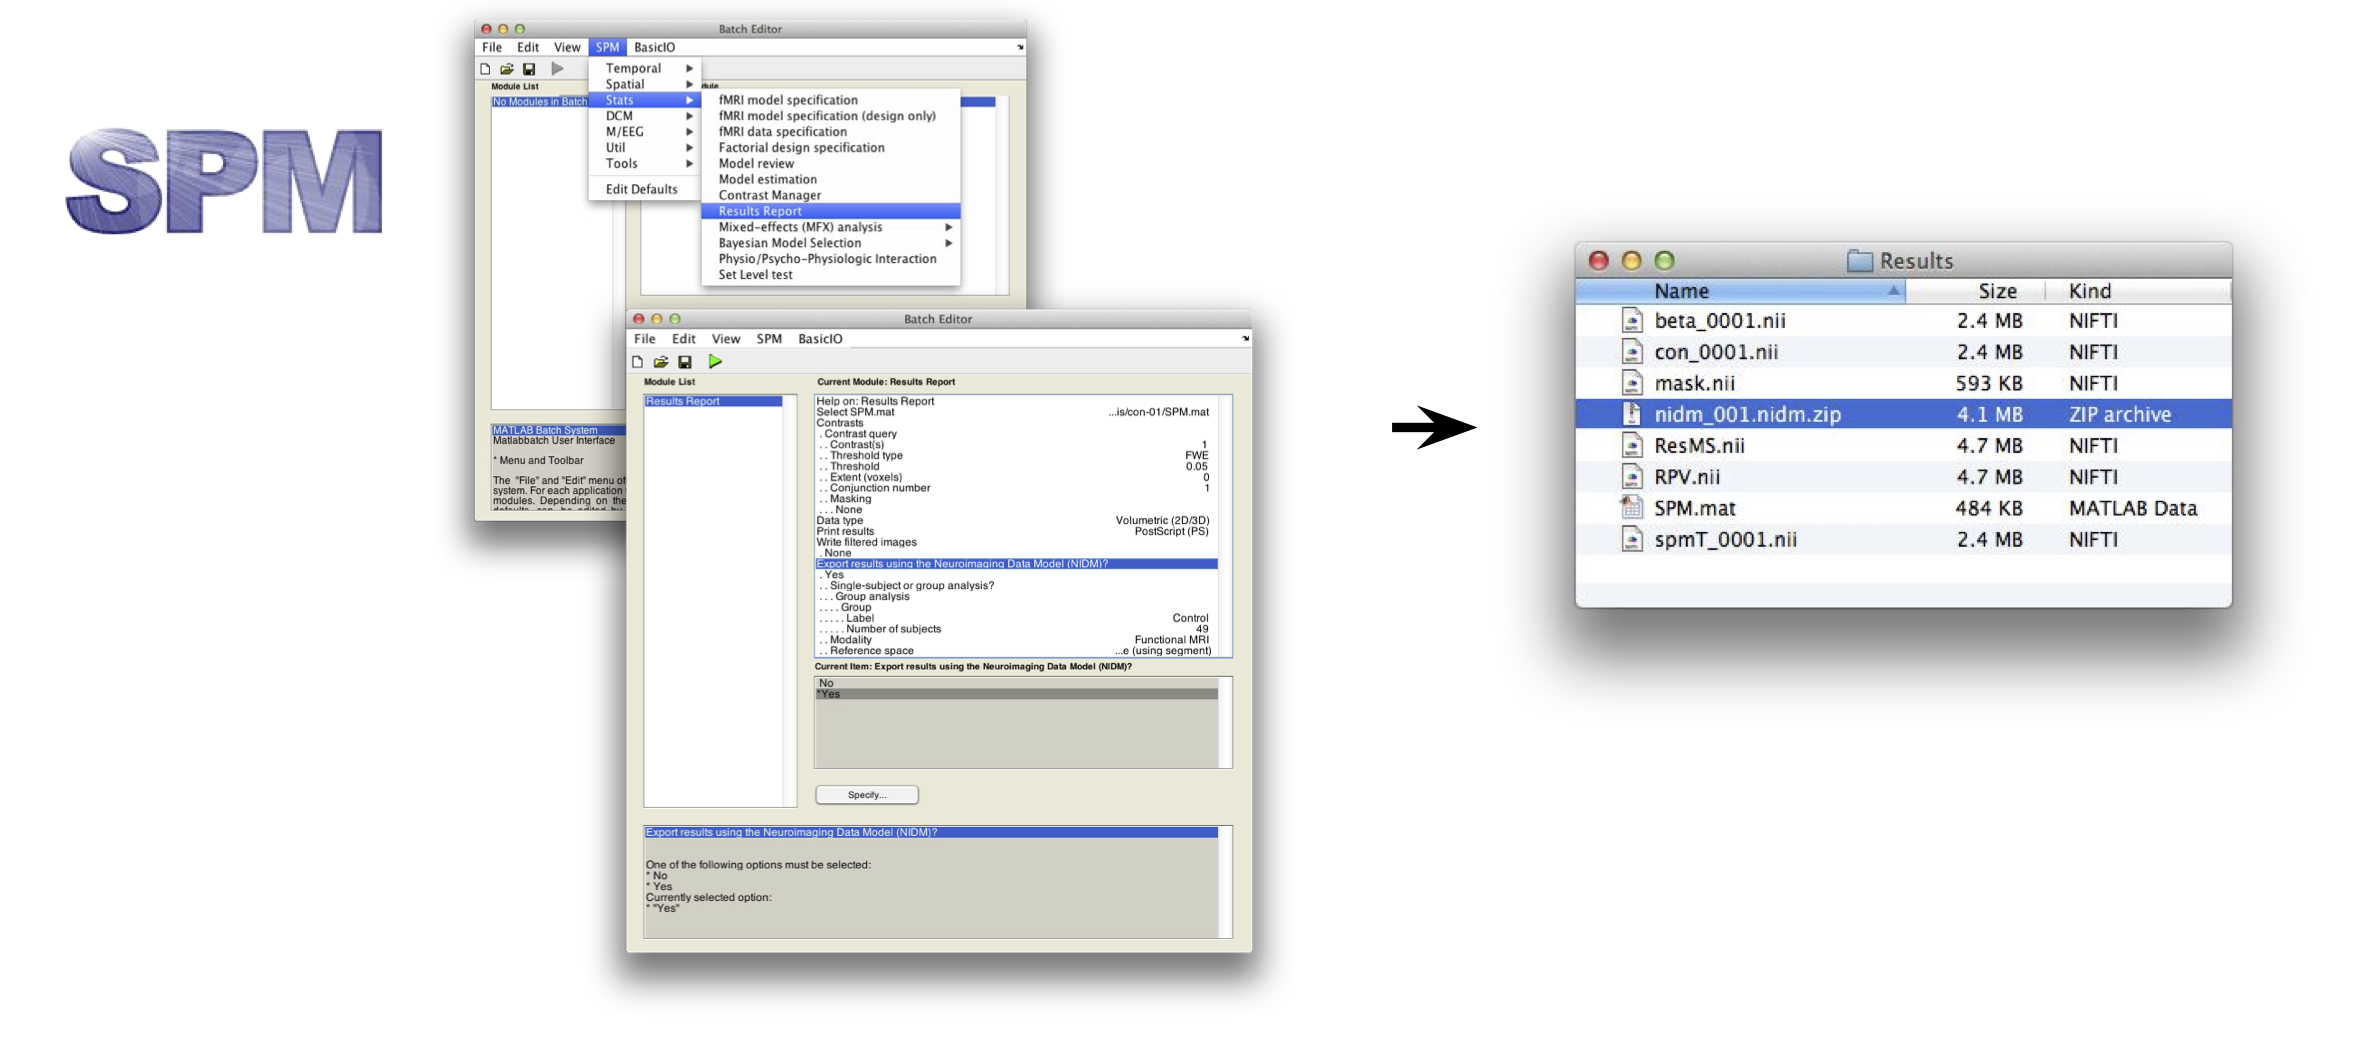 SPM
Batch Editor
File Edit View SPM BasicIO
Module List
No Modules in Batch
Temporal
Spatial
Stats
DCM
M/EEG
Util
Tools
Edit Defaults
fMRI model specification
fMRI model specification (design only)
fMRI data specification
Factorial design specification
Model review
Model estimation
Contrast Manager
Results Report
Mixed-effects (MFX) analysis
Bayesian Model Selection
Physio/Psycho-Physiologic Interaction
Set Level test
MATLAB Batch System
Matlabbatch User Interface
* Menu and Toolbar
The "File" and "Edit" menu of
system. For each application
modules. Depending on the
Batch Editor
File Edit View SPM BasicIO
Module List
Results Report
Current Module: Results Report
Help on: Results Report
Select SPM.mat ...is/con-01/SPM.mat
Contrasts
. Contrast query
. . Contrast(s) 1
. . Threshold type FWE
. . Threshold 0.05
. . Extent (voxels) 0
. . Conjunction number 1
. . Masking
. . . None
Data type Volumetric (2D/3D)
Print results PostScript (PS)
Write filtered images
. None
Export results using the Neuroimaging Data Model (NIDM)?
. Yes
. . Single-subject or group analysis?
. . . Group analysis
. . . . Group
. . . . . Label Control
. . . . . Number of subjects 49
. . Modality Functional MRI
. . Reference space ...e (using segment)
Current Item: Export results using the Neuroimaging Data Model (NIDM)?
No
*Yes
Specify...
Export results using the Neuroimaging Data Model (NIDM)?
One of the following options must be selected:
* No
* Yes
Currently selected option:
* "Yes"
Results
Name Size Kind
beta_0001.nii 2.4 MB NIFTI
con_0001.nii 2.4 MB NIFTI
mask.nii 593 KB NIFTI
nidm_001.nidm.zip 4.1 MB ZIP archive
ResMS.nii 4.7 MB NIFTI
RPV.nii 4.7 MB NIFTI
SPM.mat 484 KB MATLAB Data
spmT_0001.nii 2.4 MB NIFTI